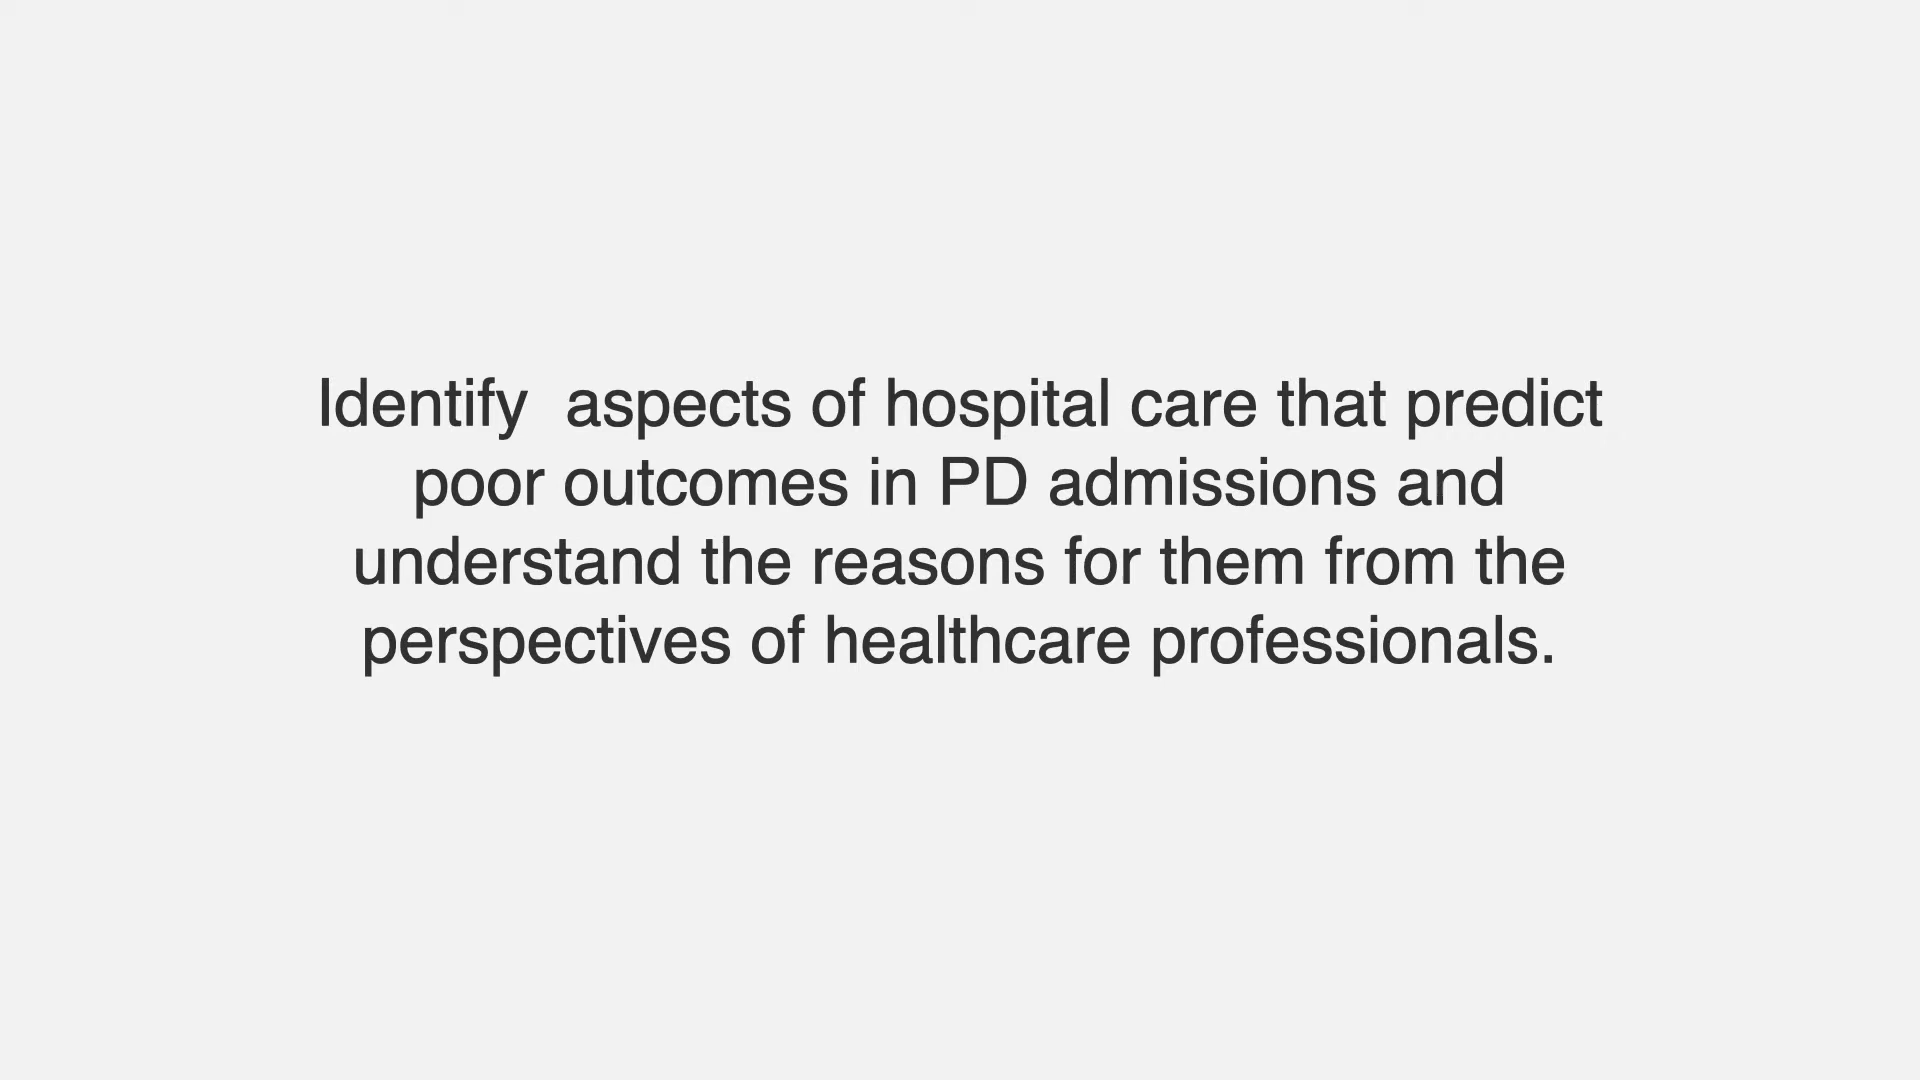 Identify  aspects of hospital care that predict
poor outcomes in PD admissions and
understand the reasons for them from the
perspectives of healthcare professionals.